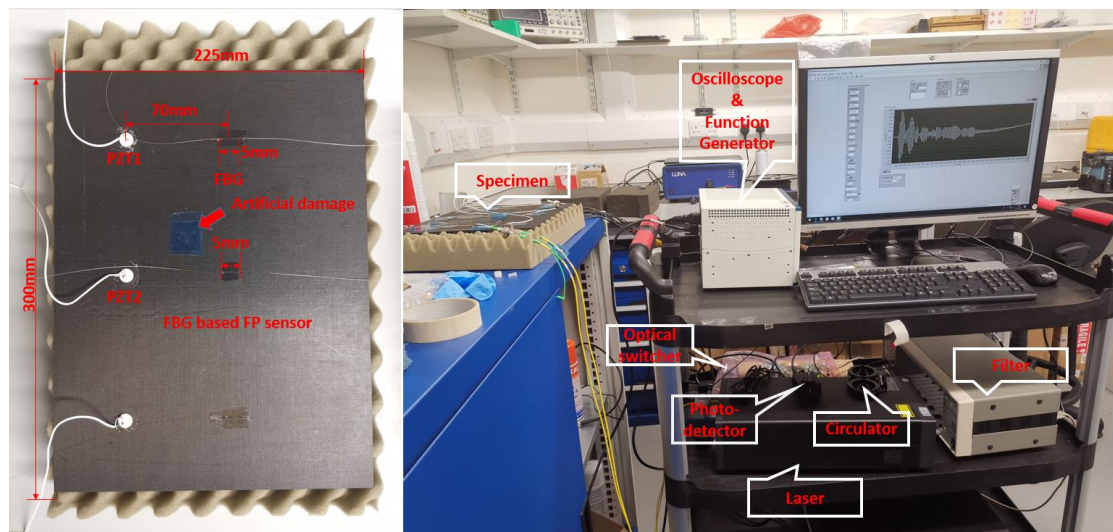 225mm
70mm
PZT1
5mm
FBG
Artificial damage
5mm
300mm
PZT2
FBG based FP sensor
Oscilloscope
&
Function
Generator
Specimen
LUNA
Optical
switcher
Photo-
detector
Circulator
Filter
Laser
FRAGILE